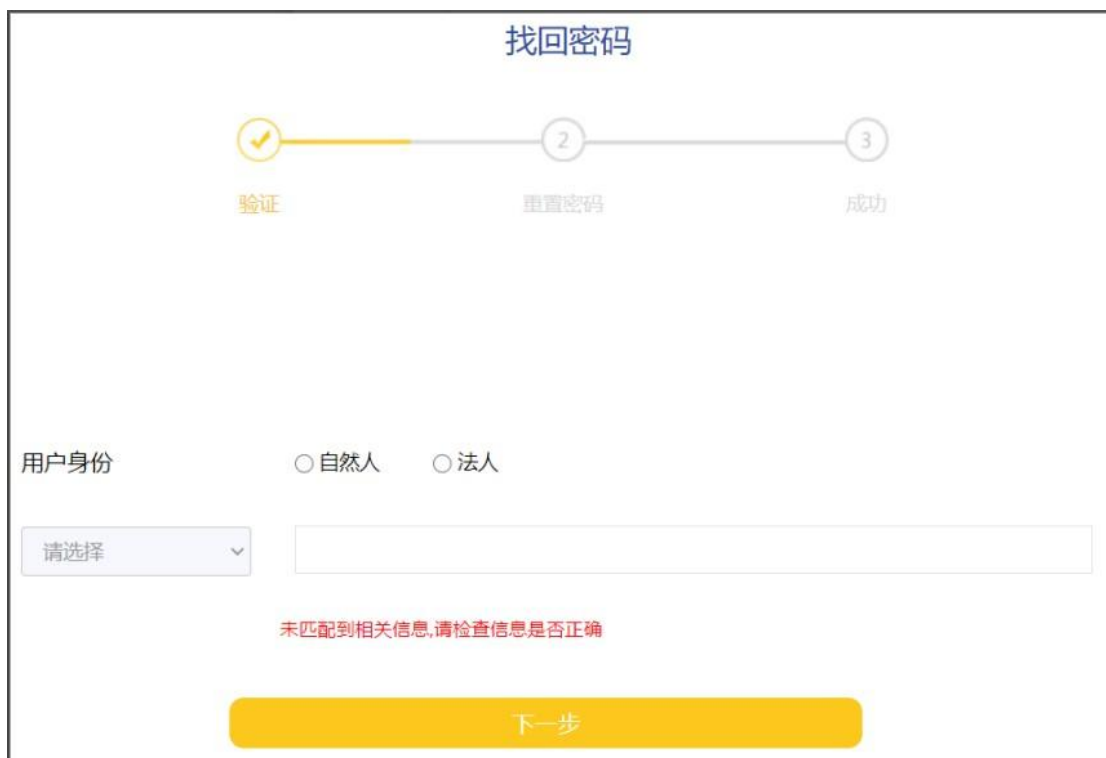 找回密码
2
3
验证
重置密码
成功
用户身份
自然人
法人
请选择
未匹配到相关信息,请检查信息是否正确
下一步